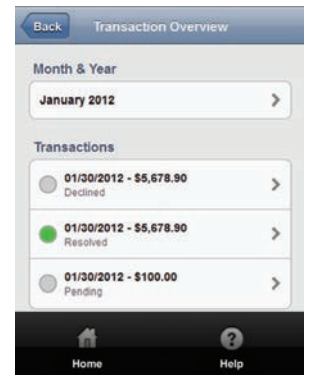 Back Transaction Overview
Month & Year
January 2012
Transactions
01/30/2012 - $5,678.90
Declined
01/30/2012 - $5,678.90
Resolved
01/30/2012 - $100.00
Pending
?
Home Help